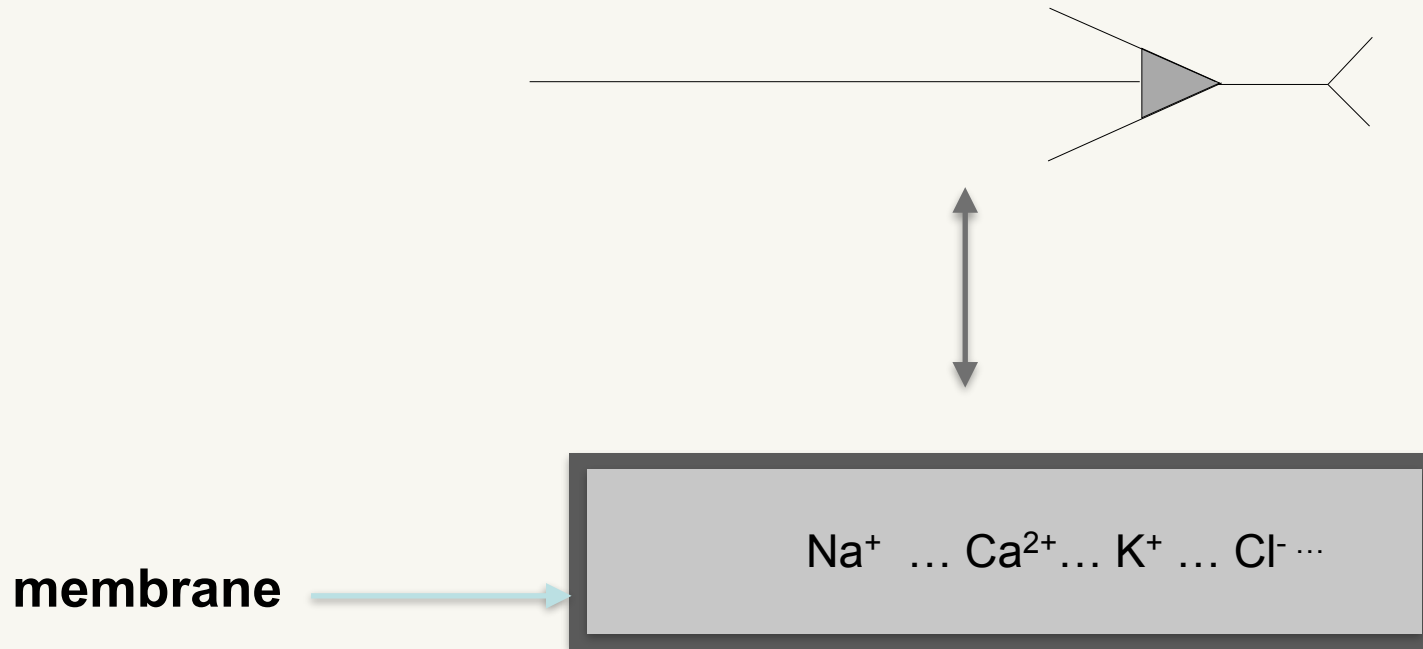 Na⁺ … Ca²⁺… K⁺ … Cl⁻ …
membrane